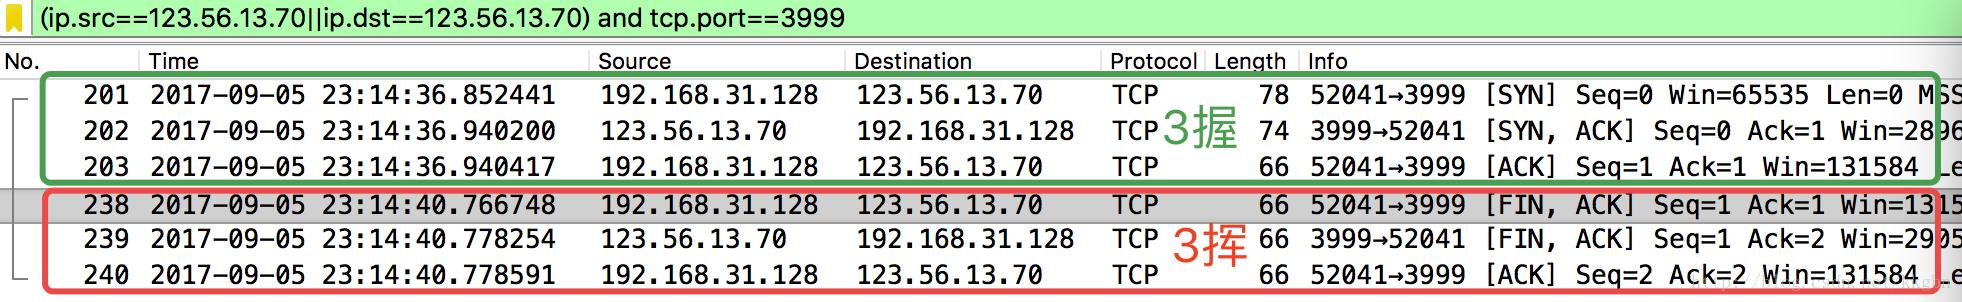 (ip.src==123.56.13.70||ip.dst==123.56.13.70) and tcp.port==3999
No. Time Source Destination Protocol Length Info
201 2017-09-05 23:14:36.852441 192.168.31.128 123.56.13.70 TCP 78 52041→3999 [SYN] Seq=0 Win=65535 Len=0 MSS
202 2017-09-05 23:14:36.940200 123.56.13.70 192.168.31.128 TCP 74 3999→52041 [SYN, ACK] Seq=0 Ack=1 Win=2896
3握
203 2017-09-05 23:14:36.940417 192.168.31.128 123.56.13.70 TCP 66 52041→3999 [ACK] Seq=1 Ack=1 Win=131584 Le
238 2017-09-05 23:14:40.766748 192.168.31.128 123.56.13.70 TCP 66 52041→3999 [FIN, ACK] Seq=1 Ack=1 Win=1315
239 2017-09-05 23:14:40.778254 123.56.13.70 192.168.31.128 TCP 66 3999→52041 [FIN, ACK] Seq=1 Ack=2 Win=2905
3挥
240 2017-09-05 23:14:40.778591 192.168.31.128 123.56.13.70 TCP 66 52041→3999 [ACK] Seq=2 Ack=2 Win=131584 Le